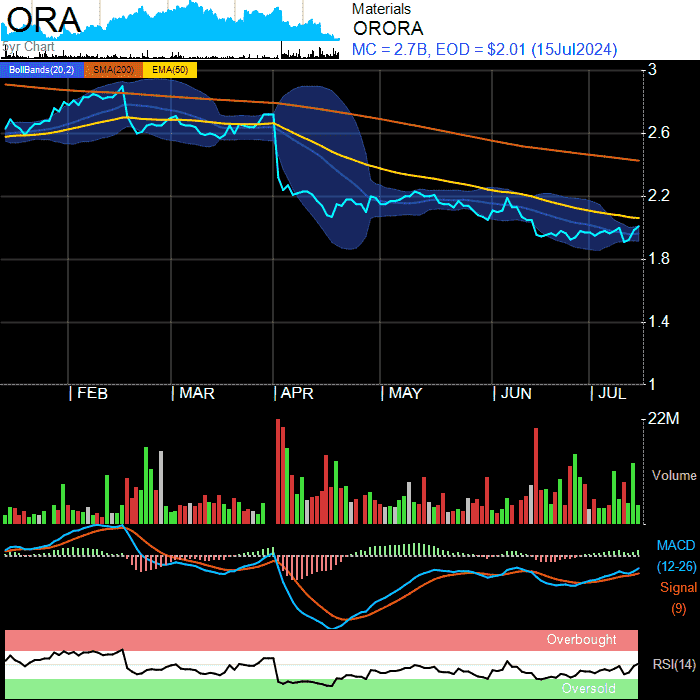 ORA
5yr Chart
Materials
ORORA
MC = 2.7B, EOD = $2.01 (15Jul2024)
BollBands(20,2) SMA(200) EMA(50)
3
2.6
2.2
1.8
1.4
1
| FEB | MAR | APR | MAY | JUN | JUL
22M
Volume
MACD
(12-26)
Signal
(9)
Overbought
RSI(14)
Oversold